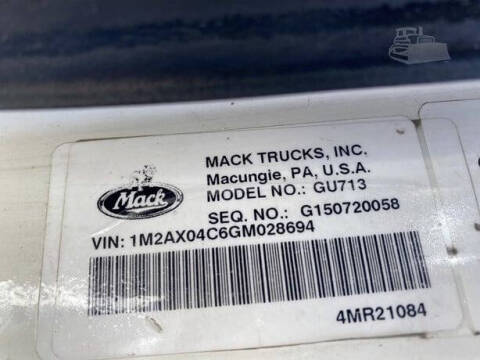 MACK TRUCKS, INC.
Macungie, PA, U.S.A.
MODEL NO.: GU713
Mack
SEQ. NO.: G150720058
VIN: 1M2AX04C6GM028694
4MR21084